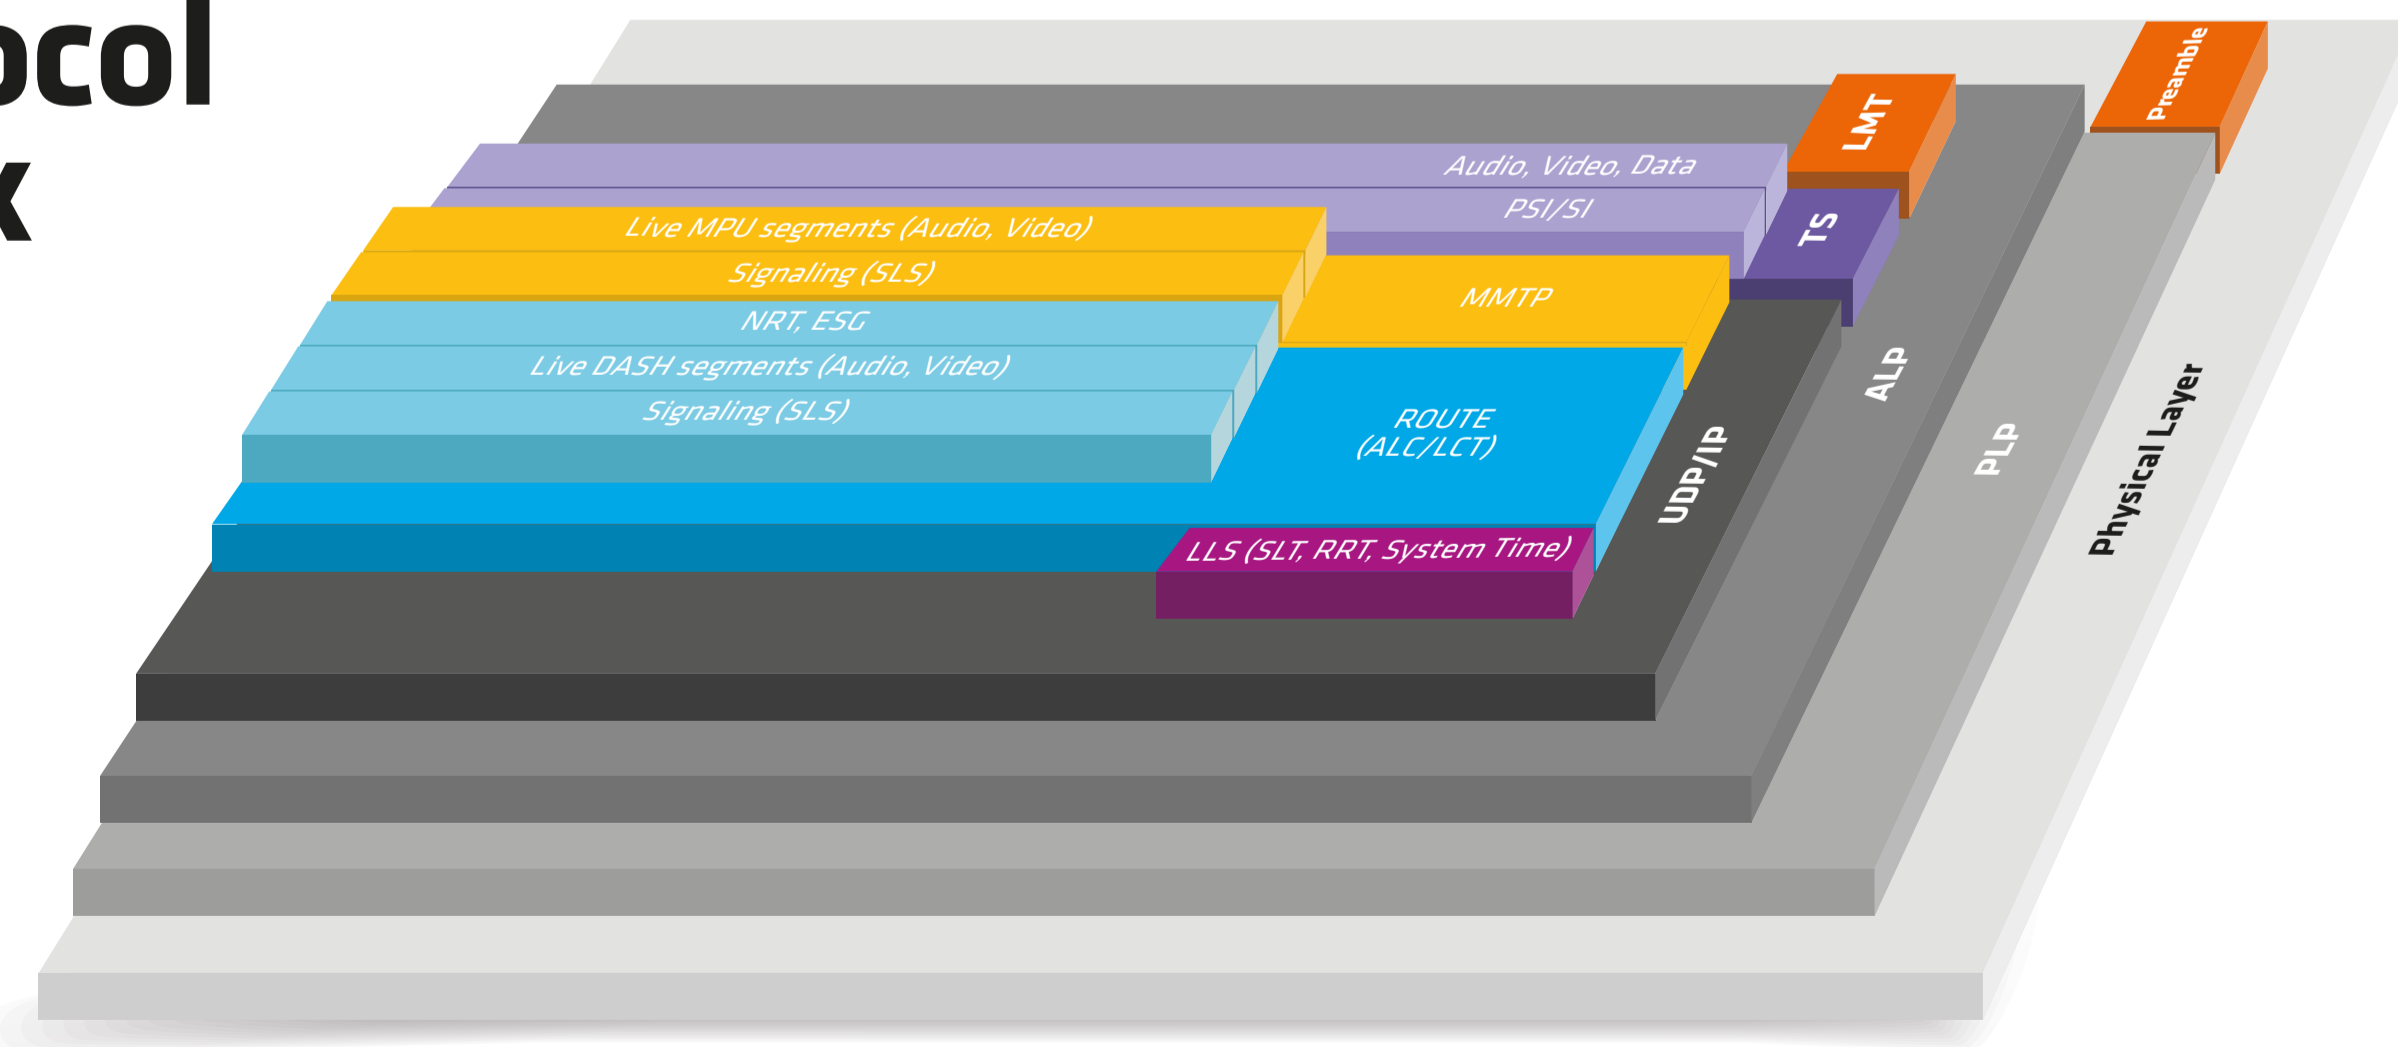 ocol
k
Preamble
LMT
Audio, Video, Data
PSI/SI
TS
Live MPU segments (Audio, Video)
Signaling (SLS)
MMTP
NRT, ESG
Live DASH segments (Audio, Video)
Signaling (SLS)
ROUTE
(ALC/LCT)
LLS (SLT, RRT, System Time)
UDP/IP
ALP
PLP
Physical Layer